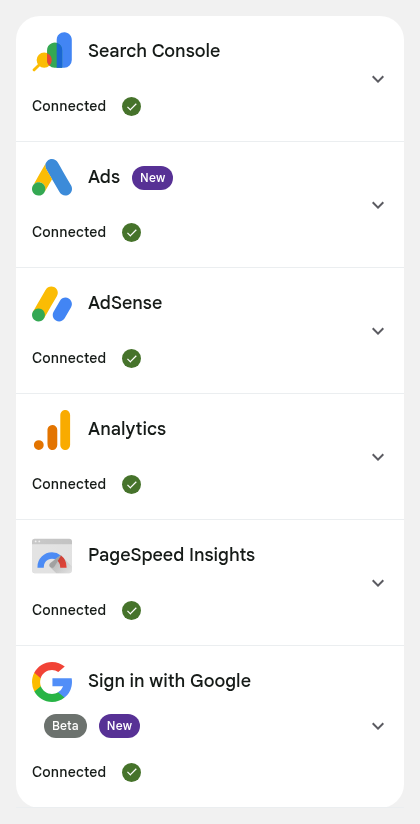 Search Console
Connected
Ads New
Connected
AdSense
Connected
Analytics
Connected
PageSpeed Insights
Connected
Sign in with Google
Beta New
Connected